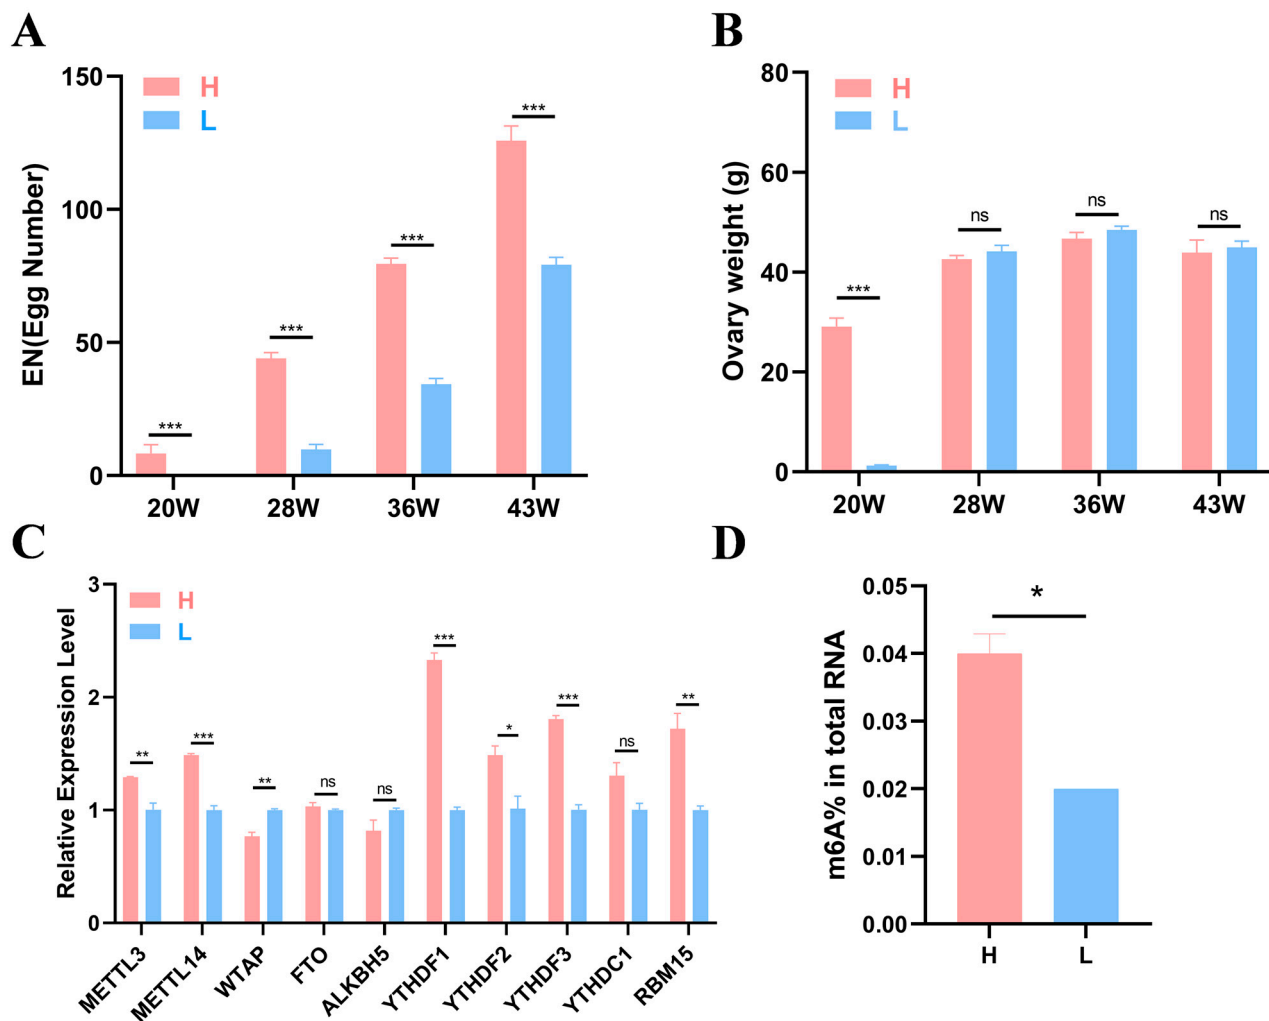 A
EN(Egg Number)
150
100
50
0
H
L
***
***
***
***
20W
28W
36W
43W
B
Ovary weight (g)
80
60
40
20
0
H
L
***
ns
ns
ns
20W
28W
36W
43W
C
Relative Expression Level
3
2
1
0
H
L
**
***
**
ns
ns
***
*
***
ns
**
METTL3
METTL14
WTAP
FTO
ALKBH5
YTHDF1
YTHDF2
YTHDF3
YTHDC1
RBM15
D
m6A% in total RNA
0.05
0.04
0.03
0.02
0.01
0.00
*
H
L